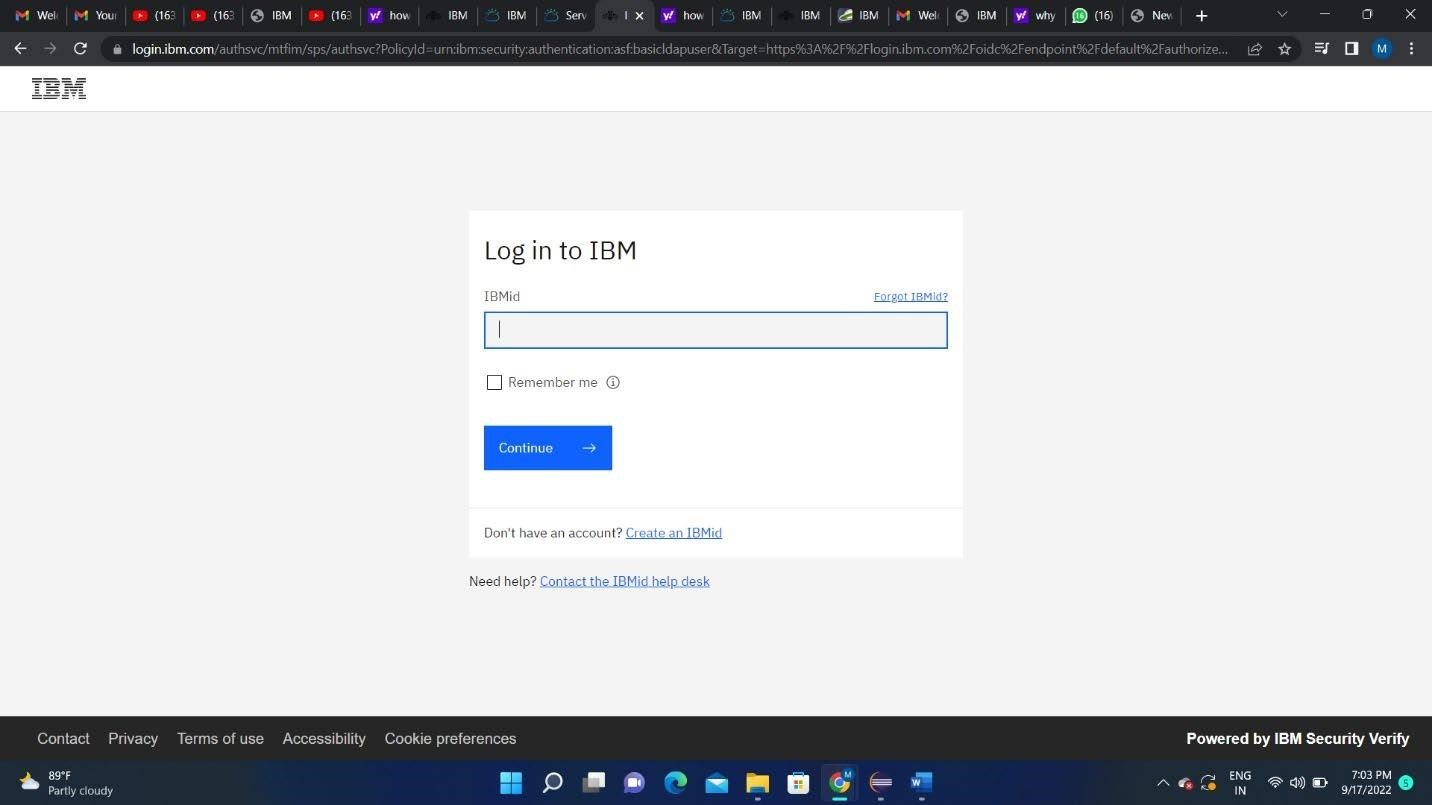 Wel
Your
(163
(163
IBM
(163
how
IBM
IBM
Serv
I
how
IBM
IBM
IBM
Wel
IBM
why
(16)
New
login.ibm.com/authsvc/mtfim/sps/authsvc?PolicyId=urn:ibm:security:authentication:asf:basicldapuser&Target=https%3A%2F%2Flogin.ibm.com%2Foidc%2Fendpoint%2Fdefault%2Fauthorize...
M
IBM
Log in to IBM
IBMid
Forgot IBMid?
Remember me
Continue
Don't have an account? Create an IBMid
Need help? Contact the IBMid help desk
Contact Privacy Terms of use Accessibility Cookie preferences
Powered by IBM Security Verify
89°F
Partly cloudy
ENG
IN
7:03 PM
9/17/2022
5